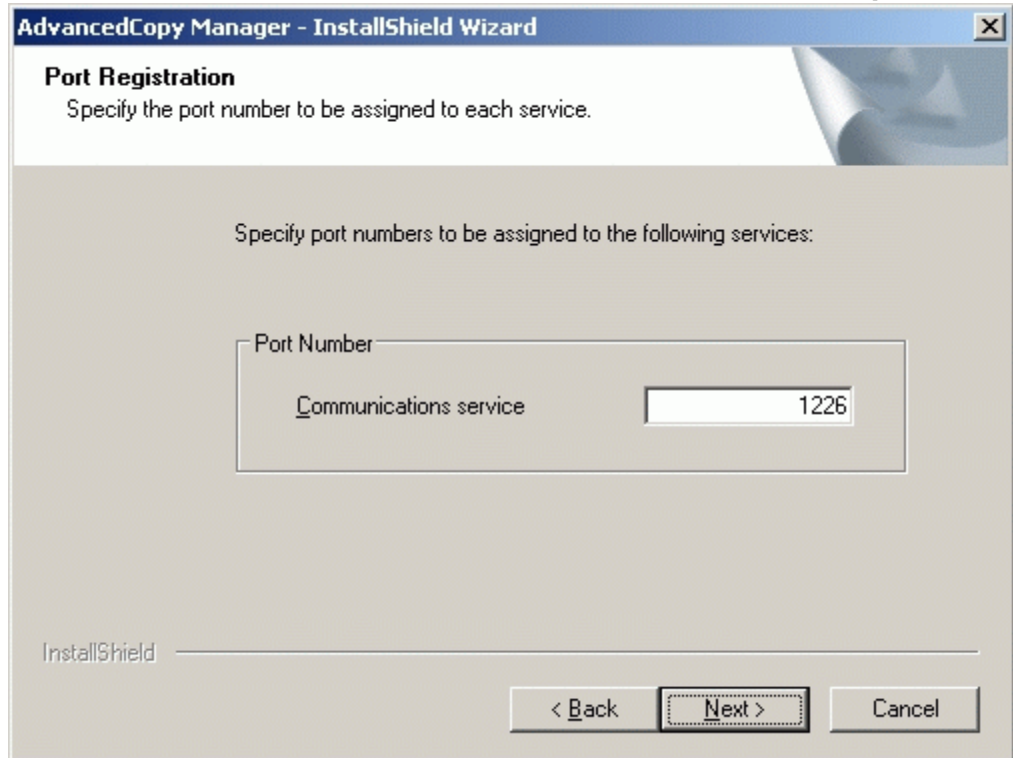 AdvancedCopy Manager - InstallShield Wizard
Port Registration
Specify the port number to be assigned to each service.
Specify port numbers to be assigned to the following services:
Port Number
Communications service 1226
InstallShield
< Back Next > Cancel